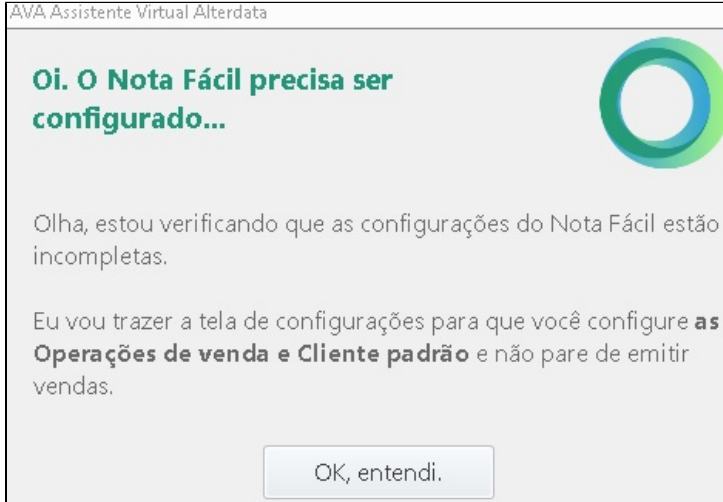 AVA Assistente Virtual Alterdata
Oi. O Nota Fácil precisa ser
configurado...
Olha, estou verificando que as configurações do Nota Fácil estão
incompletas.
Eu vou trazer a tela de configurações para que você configure as
Operações de venda e Cliente padrão e não pare de emitir
vendas.
OK, entendi.